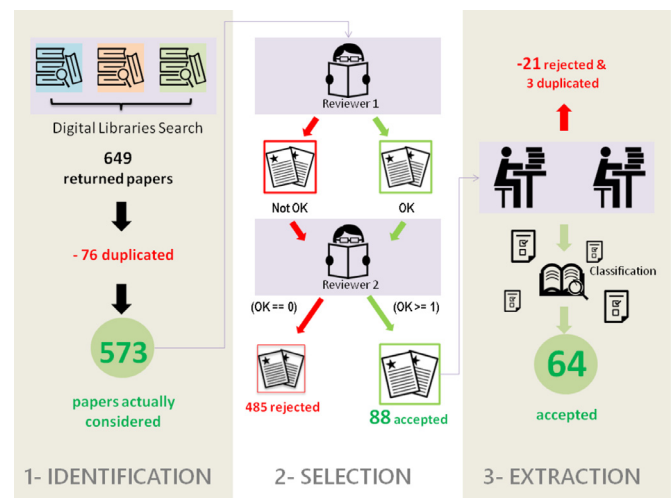 Digital Libraries Search
649
returned papers
- 76 duplicated
573
papers actually
considered
1- IDENTIFICATION
Reviewer 1
Not OK
OK
Reviewer 2
(OK == 0)
(OK >= 1)
485 rejected
88 accepted
2- SELECTION
-21 rejected &
3 duplicated
Classification
64
accepted
3- EXTRACTION